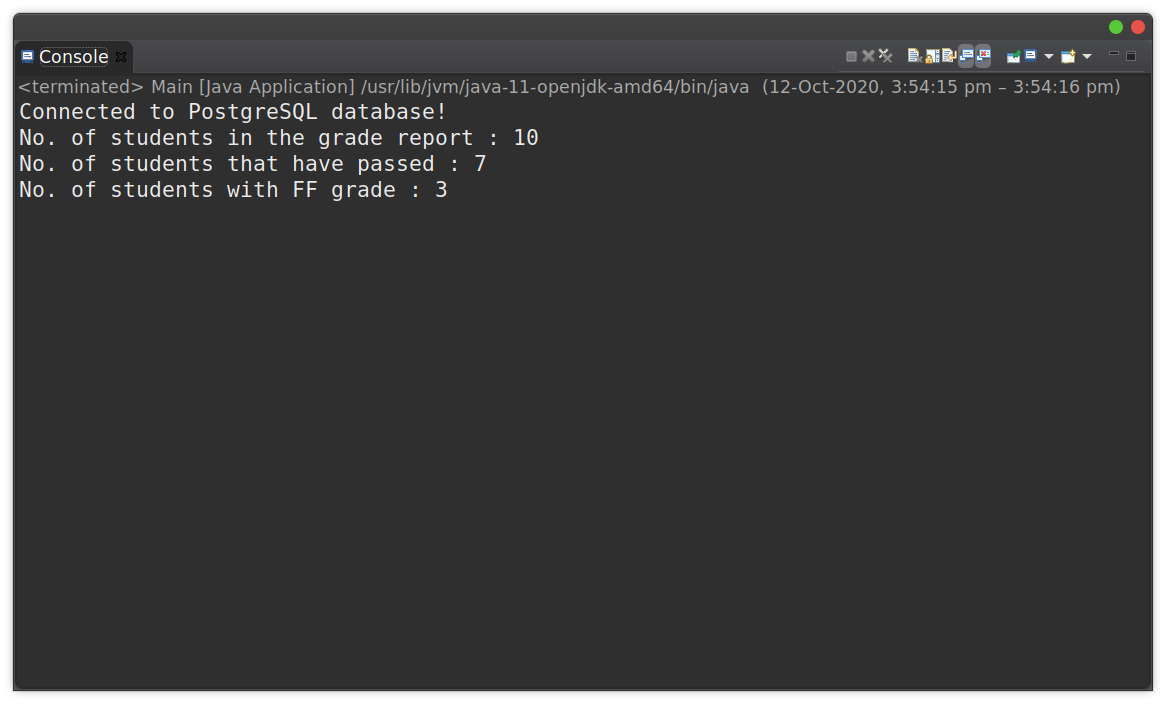 Console
<terminated> Main [Java Application] /usr/lib/jvm/java-11-openjdk-amd64/bin/java (12-Oct-2020, 3:54:15 pm – 3:54:16 pm)
Connected to PostgreSQL database!
No. of students in the grade report : 10
No. of students that have passed : 7
No. of students with FF grade : 3